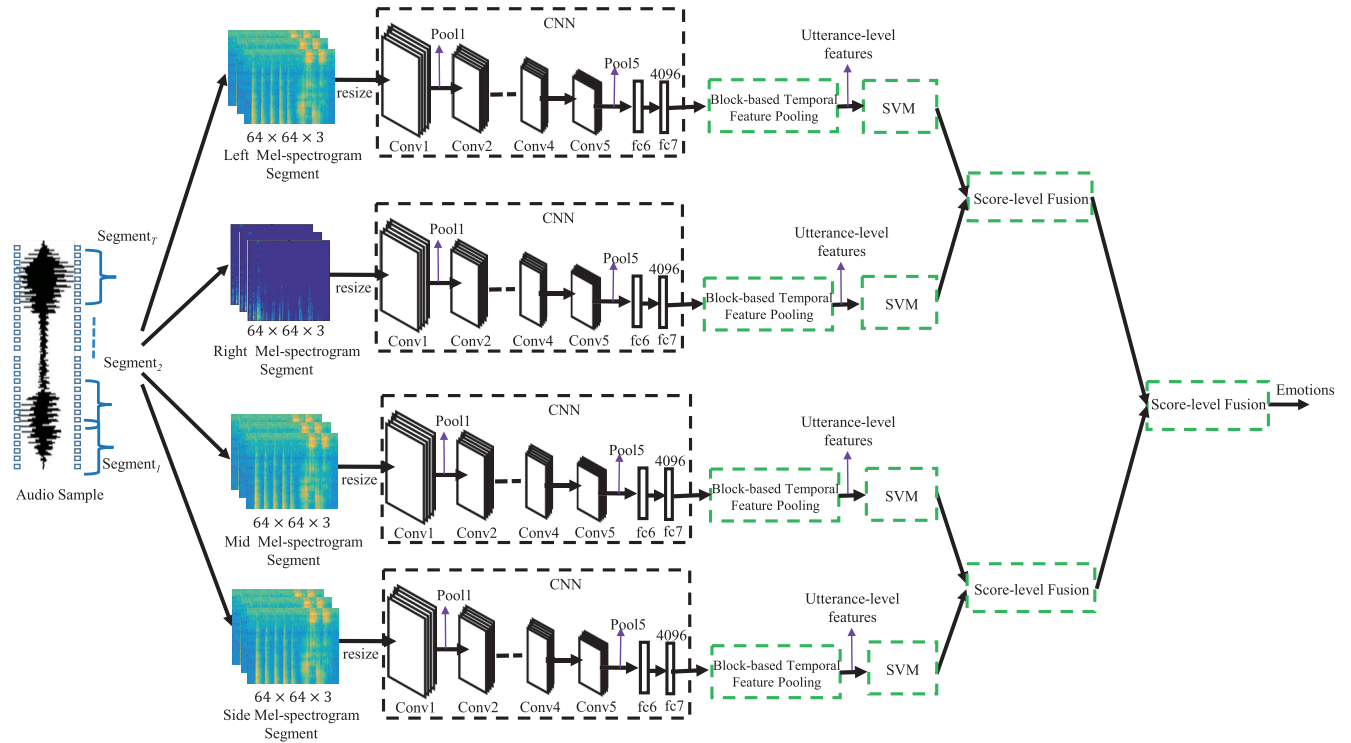 Segment_T
Segment_2
Segment_1
Audio Sample
64 × 64 × 3
Left Mel-spectrogram
Segment
resize
CNN
Pool1
Pool5
4096
Conv1
Conv2
Conv4
Conv5
fc6
fc7
Block-based Temporal
Feature Pooling
Utterance-level
features
SVM
64 × 64 × 3
Right Mel-spectrogram
Segment
resize
CNN
Pool1
Pool5
4096
Conv1
Conv2
Conv4
Conv5
fc6
fc7
Block-based Temporal
Feature Pooling
Utterance-level
features
SVM
Score-level Fusion
64 × 64 × 3
Mid Mel-spectrogram
Segment
resize
CNN
Pool1
Pool5
4096
Conv1
Conv2
Conv4
Conv5
fc6
fc7
Block-based Temporal
Feature Pooling
Utterance-level
features
SVM
64 × 64 × 3
Side Mel-spectrogram
Segment
resize
CNN
Pool1
Pool5
4096
Conv1
Conv2
Conv4
Conv5
fc6
fc7
Block-based Temporal
Feature Pooling
Utterance-level
features
SVM
Score-level Fusion
Score-level Fusion
Emotions